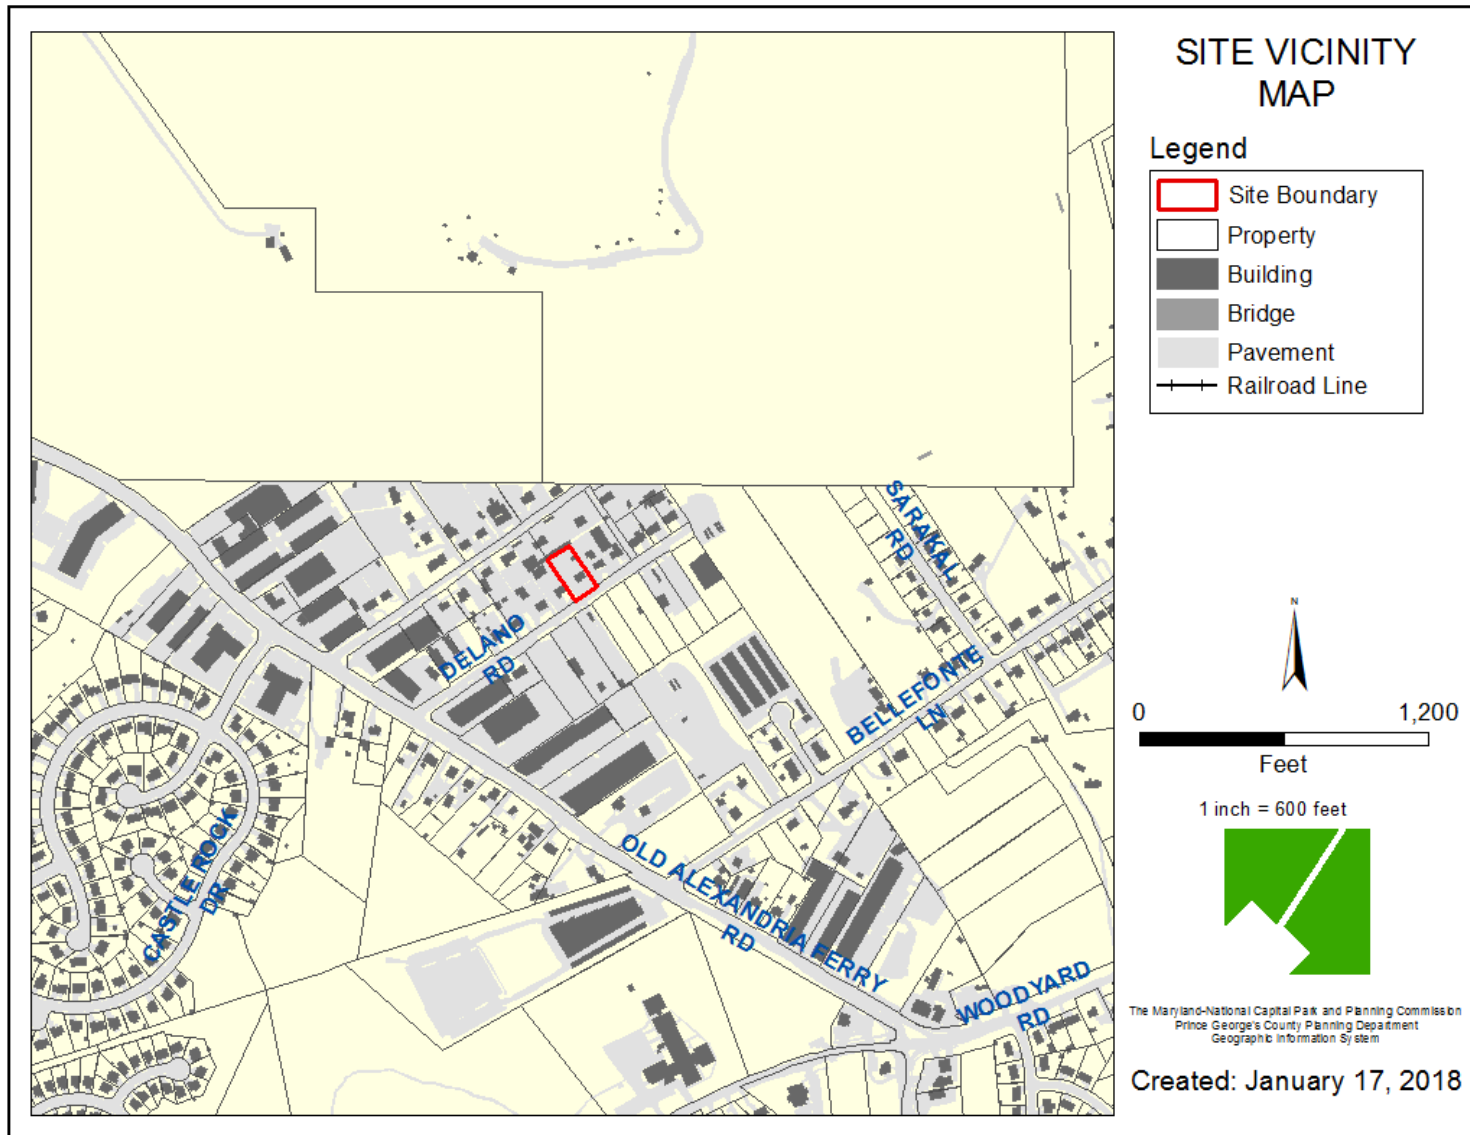 SITE VICINITY
MAP
Legend
Site Boundary
Property
Building
Bridge
Pavement
Railroad Line
SARAKAL
RD
DELANO
RD
BELLEFONTE
LN
CASTLE ROCK
DR
OLD ALEXANDRIA FERRY
RD
WOODYARD
RD
N
0 1,200
Feet
1 inch = 600 feet
The Maryland-National Capital Park and Planning Commission
Prince George's County Planning Department
Geographic Information System
Created: January 17, 2018